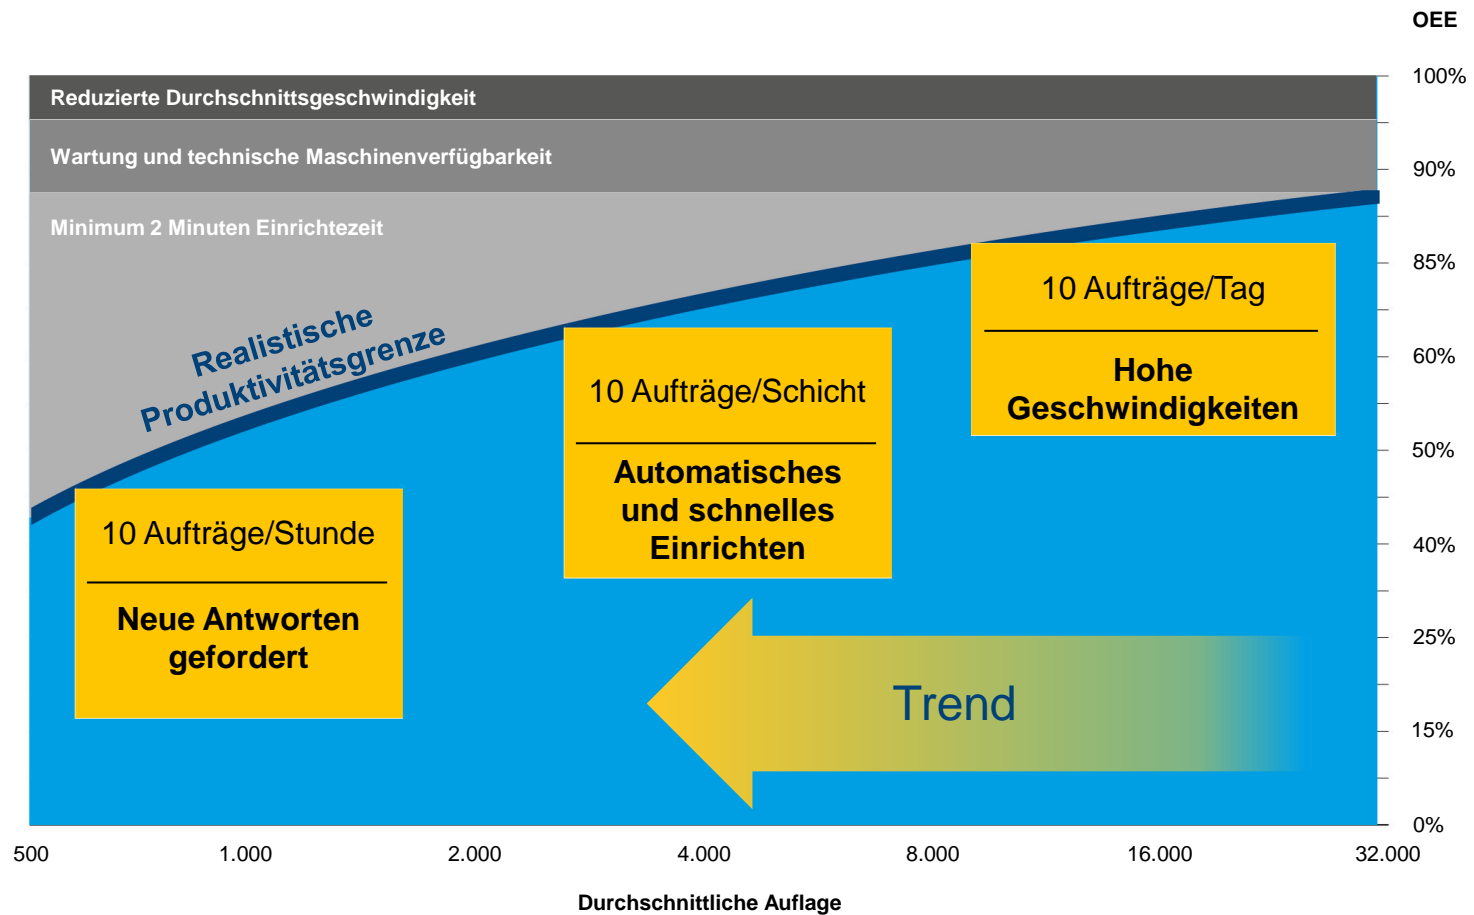 OEE
100%
Reduzierte Durchschnittsgeschwindigkeit
Wartung und technische Maschinenverfügbarkeit
90%
Minimum 2 Minuten Einrichtezeit
85%
10 Aufträge/Tag
Hohe
Geschwindigkeiten
Realistische
Produktivitätsgrenze
60%
10 Aufträge/Schicht
Automatisches
und schnelles
Einrichten
50%
10 Aufträge/Stunde
Neue Antworten
gefordert
40%
25%
Trend
15%
0%
500 1.000 2.000 4.000 8.000 16.000 32.000
Durchschnittliche Auflage